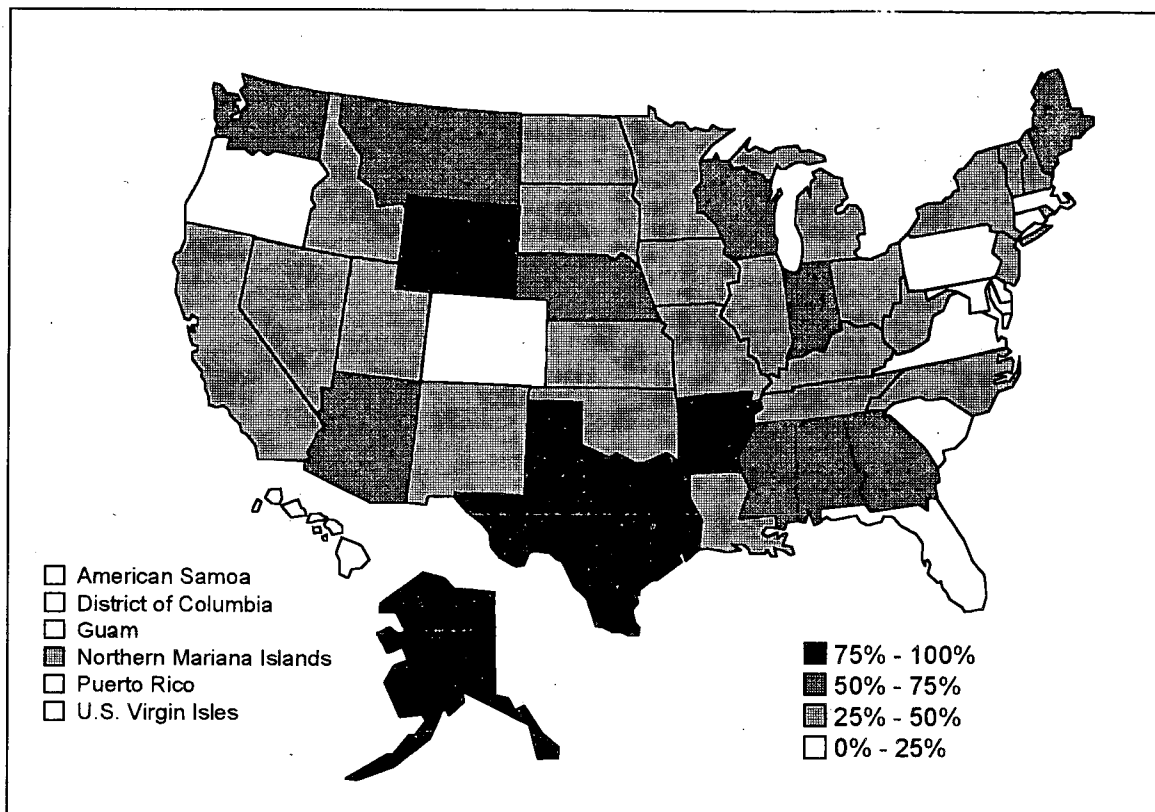 American Samoa
District of Columbia
Guam
Northern Mariana Islands
Puerto Rico
U.S. Virgin Isles
75% - 100%
50% - 75%
25% - 50%
0% - 25%